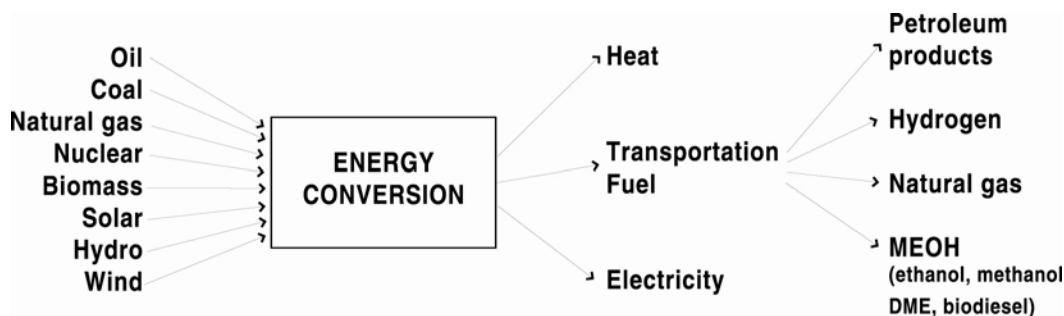 Oil
Coal
Natural gas
Nuclear
Biomass
Solar
Hydro
Wind
ENERGY
CONVERSION
Heat
Transportation
Fuel
Electricity
Petroleum
products
Hydrogen
Natural gas
MEOH
(ethanol, methanol
DME, biodiesel)